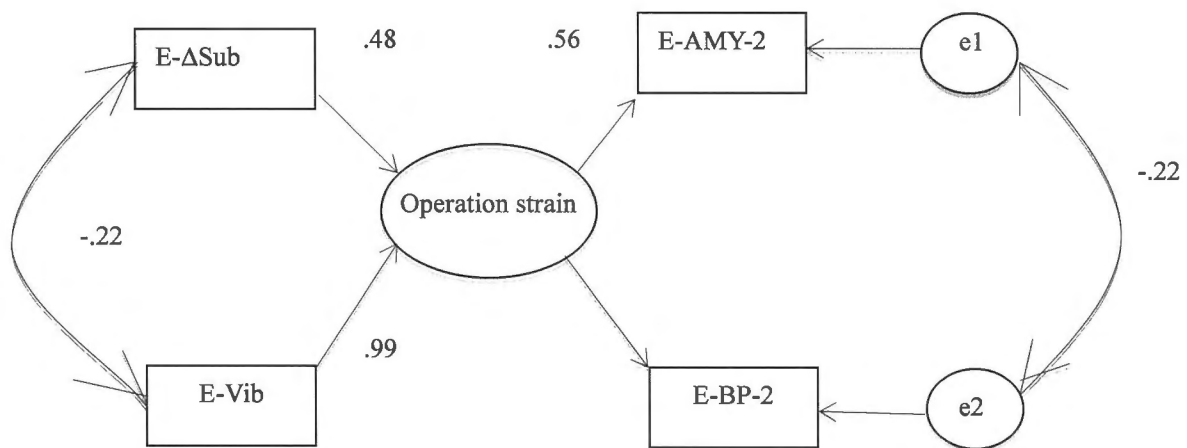 E-ΔSub
.48
.56
E-AMY-2
e1
Operation strain
-.22
-.22
E-Vib
.99
E-BP-2
e2